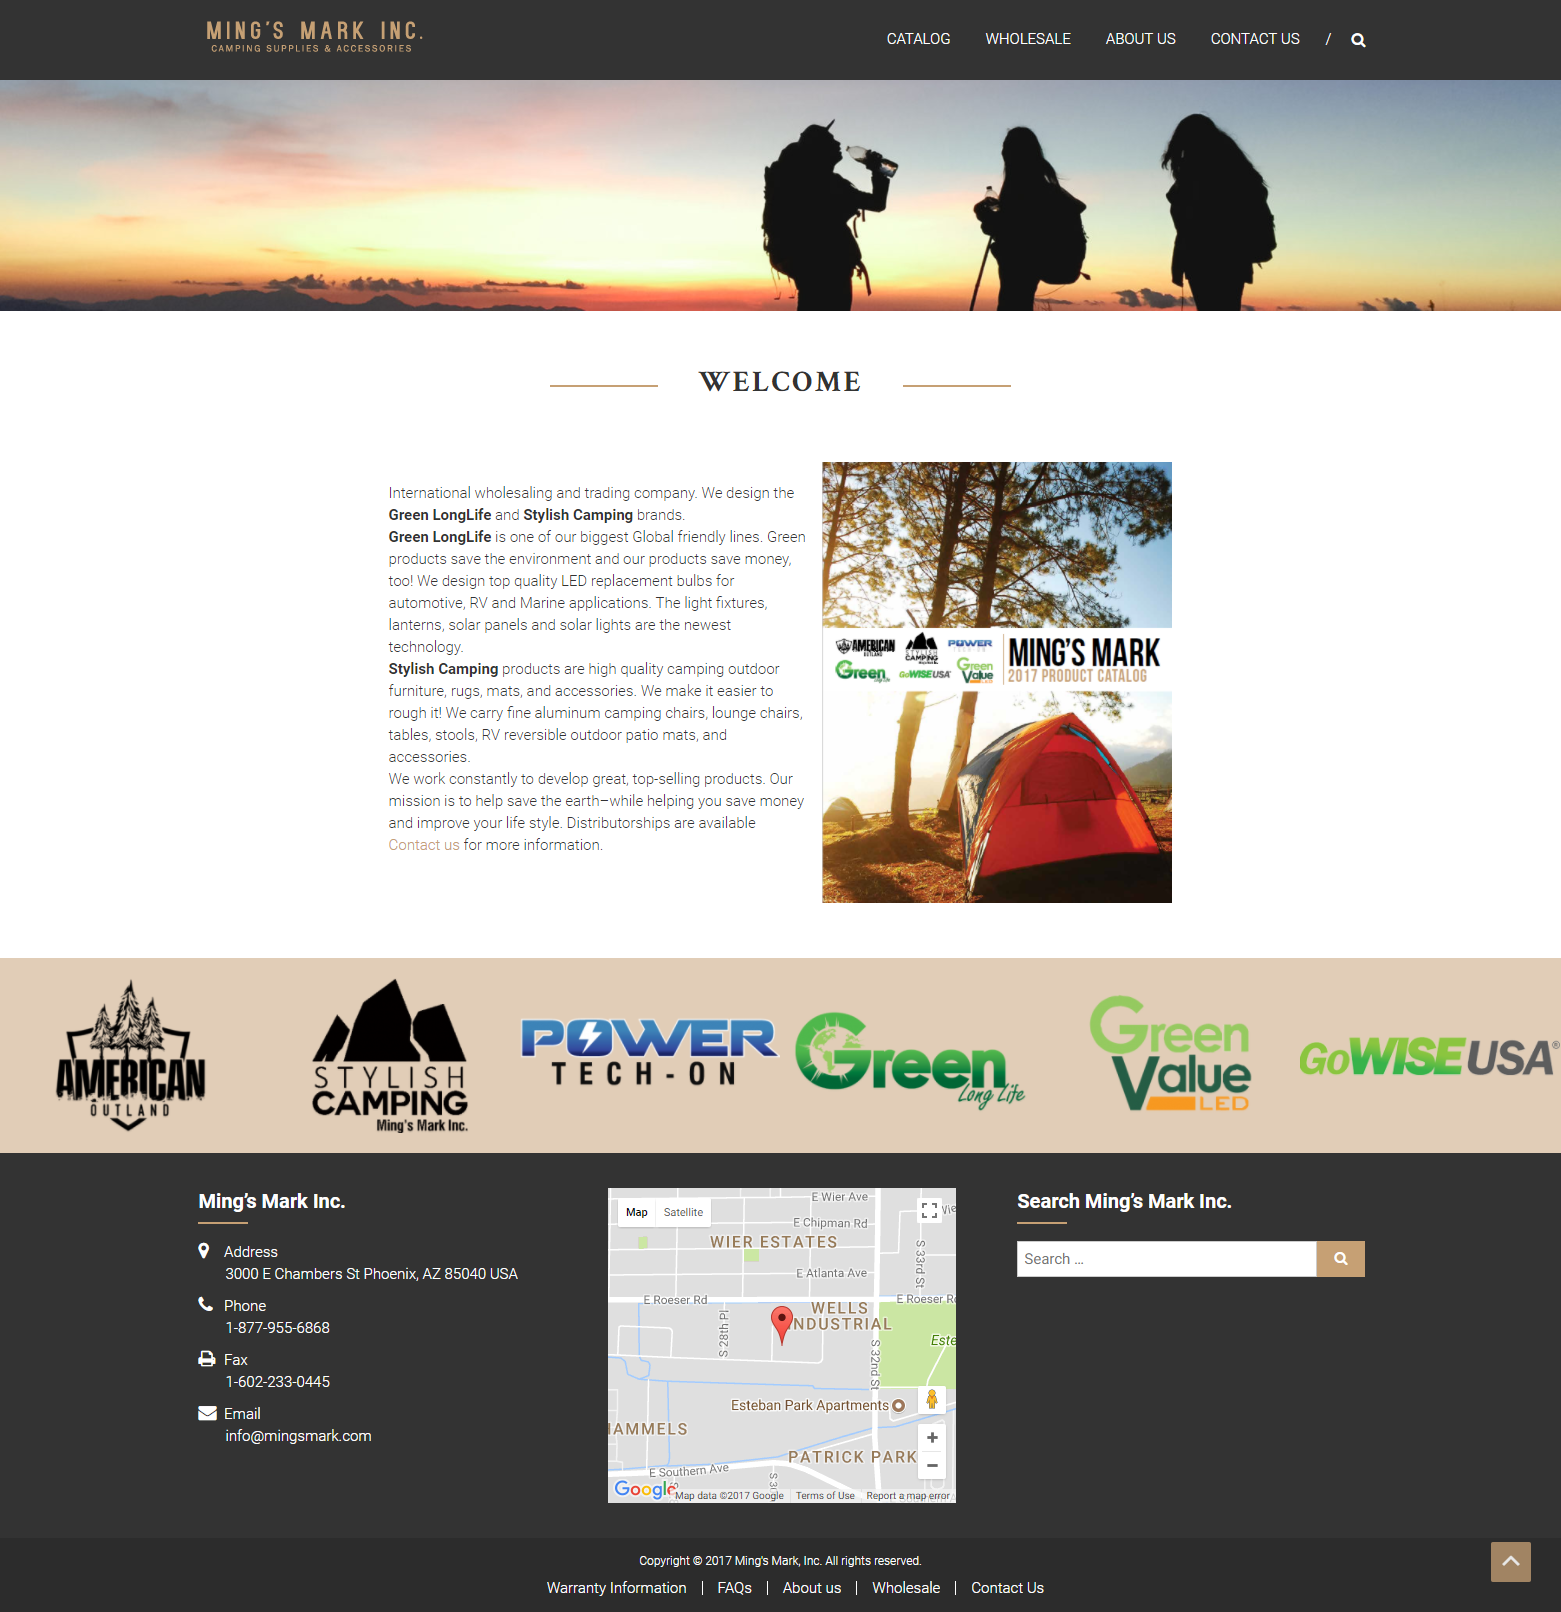 MING'S MARK INC.
CAMPING SUPPLIES & ACCESSORIES
CATALOG WHOLESALE ABOUT US CONTACT US /
WELCOME
International wholesaling and trading company. We design the
Green LongLife and Stylish Camping brands.
Green LongLife is one of our biggest Global friendly lines. Green
products save the environment and our products save money,
too! We design top quality LED replacement bulbs for
automotive, RV and Marine applications. The light fixtures,
lanterns, solar panels and solar lights are the newest
technology.
Stylish Camping products are high quality camping outdoor
furniture, rugs, mats, and accessories. We make it easier to
rough it! We carry fine aluminum camping chairs, lounge chairs,
tables, stools, RV reversible outdoor patio mats, and
accessories.
We work constantly to develop great, top-selling products. Our
mission is to help save the earth–while helping you save money
and improve your life style. Distributorships are available
Contact us for more information.
AMERICAN
OUTLAND
STYLISH
CAMPING
POWER
TECH-ON
Green
Long Life
GoWISEUSA
Green
Value
LED
MING'S MARK
2017 PRODUCT CATALOG
AMERICAN
OUTLAND
STYLISH
CAMPING
Ming's Mark Inc.
POWER
TECH-ON
Green
Long Life
Green
Value
LED
GoWISEUSA®
Ming's Mark Inc.
Address
3000 E Chambers St Phoenix, AZ 85040 USA
Phone
1-877-955-6868
Fax
1-602-233-0445
Email
info@mingsmark.com
Map Satellite
E Wier Ave
E Chipman Rd
WIER ESTATES
S 33rd St
E Atlanta Ave
E Roeser Rd
E Roeser R
WELLS
INDUSTRIAL
S 28th Pl
S 32nd St
Este
Esteban Park Apartments
HAMMELS
PATRICK PARK
E Southern Ave
Google
Map data ©2017 Google Terms of Use Report a map error
Search Ming's Mark Inc.
Search ...
Copyright © 2017 Ming's Mark, Inc. All rights reserved.
Warranty Information | FAQs | About us | Wholesale | Contact Us